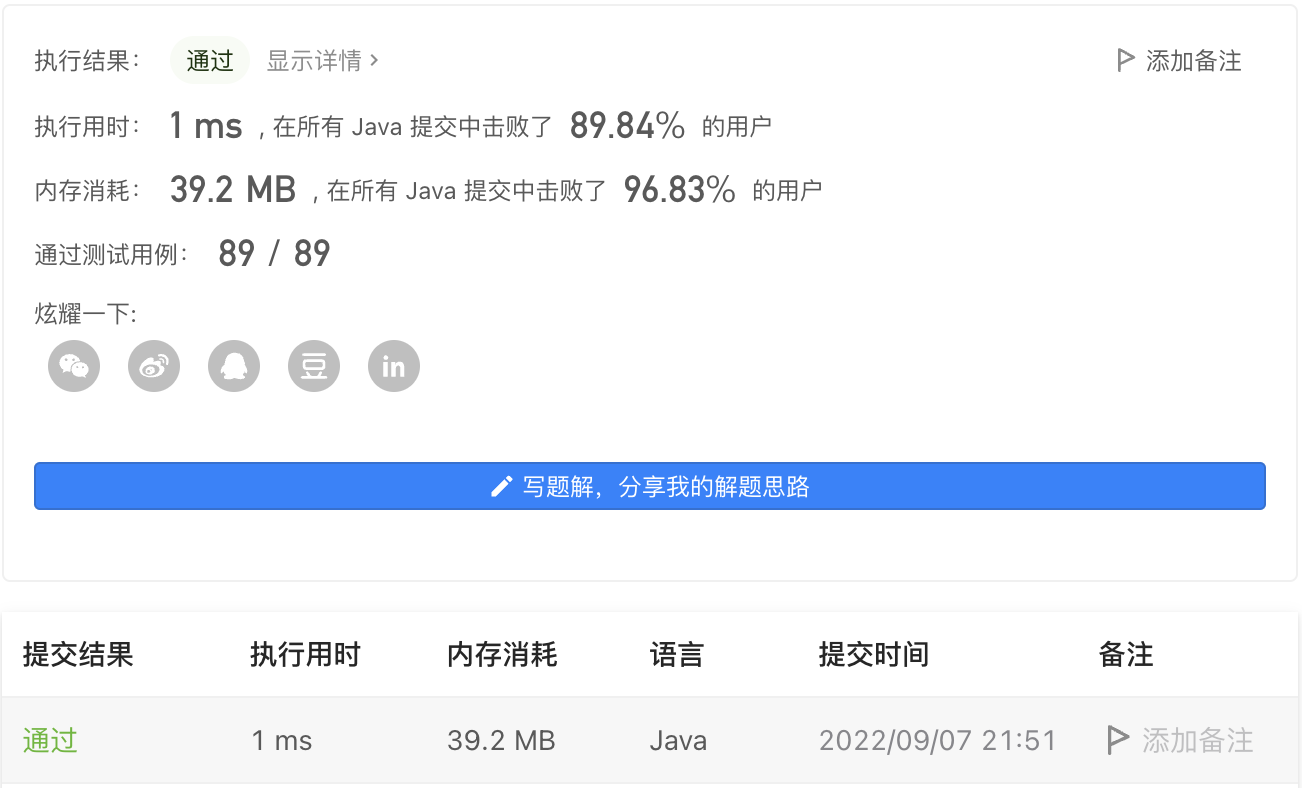 执行结果： 通过 显示详情 › 添加备注
执行用时： 1 ms , 在所有 Java 提交中击败了 89.84% 的用户
内存消耗： 39.2 MB , 在所有 Java 提交中击败了 96.83% 的用户
通过测试用例： 89 / 89
炫耀一下:
豆 in
写题解，分享我的解题思路
提交结果 执行用时 内存消耗 语言 提交时间 备注
通过 1 ms 39.2 MB Java 2022/09/07 21:51 添加备注